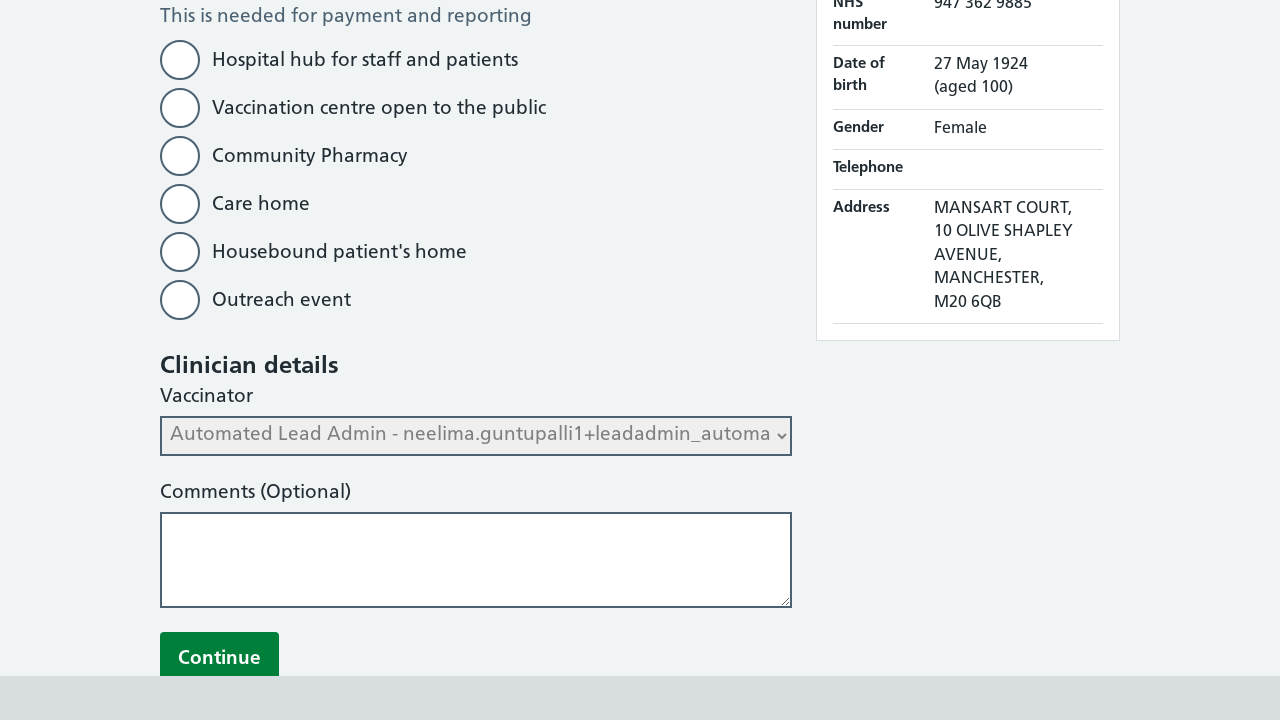 This is needed for payment and reporting
Hospital hub for staff and patients
Vaccination centre open to the public
Community Pharmacy
Care home
Housebound patient's home
Outreach event
Clinician details
Vaccinator
Automated Lead Admin - neelima.guntupalli1+leadadmin_automa
Comments (Optional)
Continue
NHS 947 362 9885
number
Date of 27 May 1924
birth (aged 100)
Gender Female
Telephone
Address MANSART COURT,
10 OLIVE SHAPLEY
AVENUE,
MANCHESTER,
M20 6QB